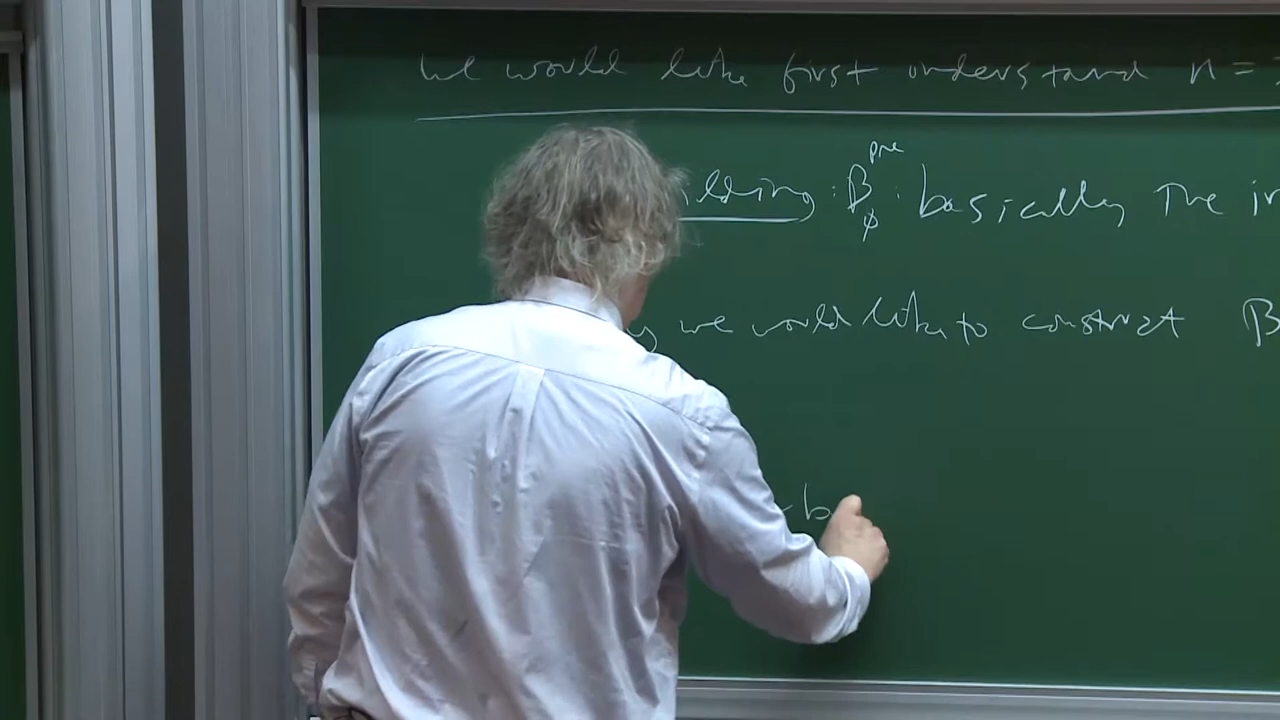 we would like first understand n =
ilding : B^pre_φ : basically the in
y we would like to construct B
- b